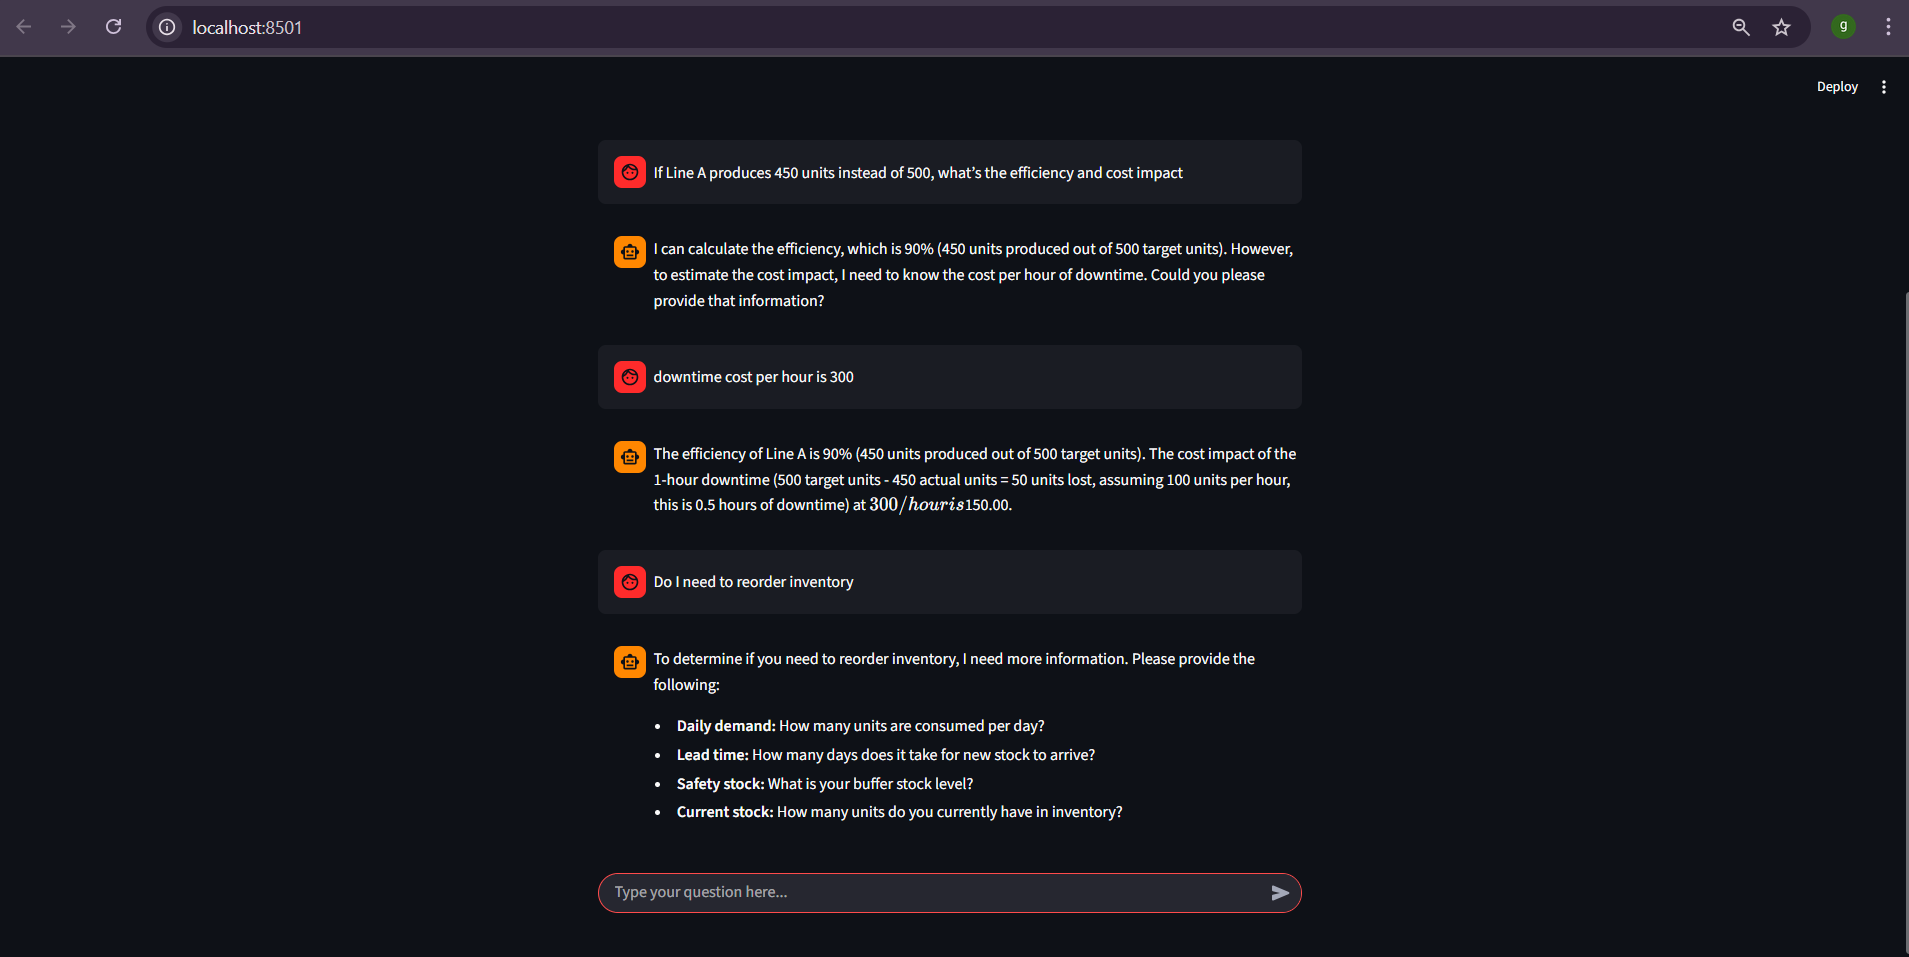 localhost:8501
g
Deploy
If Line A produces 450 units instead of 500, what’s the efficiency and cost impact
I can calculate the efficiency, which is 90% (450 units produced out of 500 target units). However,
to estimate the cost impact, I need to know the cost per hour of downtime. Could you please
provide that information?
downtime cost per hour is 300
The efficiency of Line A is 90% (450 units produced out of 500 target units). The cost impact of the
1-hour downtime (500 target units - 450 actual units = 50 units lost, assuming 100 units per hour,
this is 0.5 hours of downtime) at 300/houris150.00.
Do I need to reorder inventory
To determine if you need to reorder inventory, I need more information. Please provide the
following:
• Daily demand: How many units are consumed per day?
• Lead time: How many days does it take for new stock to arrive?
• Safety stock: What is your buffer stock level?
• Current stock: How many units do you currently have in inventory?
Type your question here...